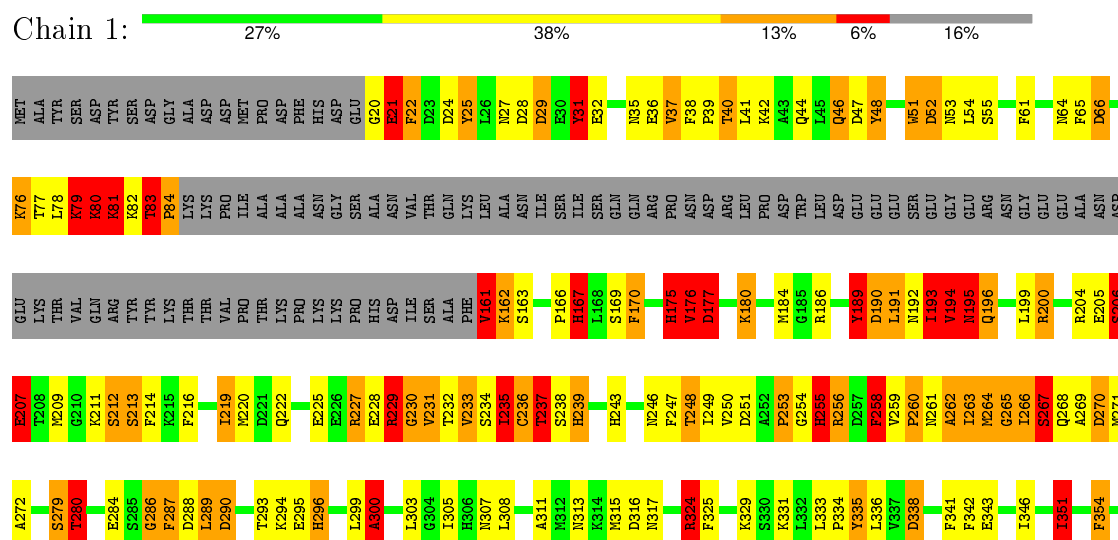 Chain 1:
27% 38% 13% 6% 16%
MET ALA TYR SER ASP TYR SER ASP GLY ALA ASP ASP MET PRO ASP PHE HIS ASP GLU G20 E21 F22 D23 D24 Y25 L26 N27 D28 D29 E30 Y31 E32 N35 E36 V37 F38 P39 T40 L41 K42 A43 Q44 L45 Q46 D47 Y48 W51 D52 N53 L54 S55 F61 N64 F65 D66
K76 T77 L78 K79 K80 K81 K82 T83 P84 LYS LYS PRO ILE ALA ALA ALA ASN GLY SER ALA ASN VAL THR GLN LYS LEU ALA ASN ILE SER ILE SER GLN GLN ARG PRO ASN ASP ARG LEU PRO ASP TRP LEU ASP GLU GLU GLU SER GLU GLY GLU ARG ASN GLY GLU GLU ALA ASN ASP
GLU LYS THR VAL GLN ARG TYR TYR LYS THR THR VAL PRO THR LYS PRO LYS LYS PRO HIS ASP ILE SER ALA PHE V161 K162 S163 P166 H167 L168 S169 F170 H175 V176 D177 K180 M184 G185 R186 Y189 D190 L191 N192 I193 V194 N195 Q196 L199 R200 R204 E205 S206
E207 T208 M209 G210 K211 S212 S213 F214 K215 F216 I219 M220 D221 Q222 E225 E226 R227 E228 H229 G230 V231 T232 V233 S234 I235 C236 T237 S238 H239 H243 N246 F247 T248 I249 V250 D251 A252 P253 G254 H255 R256 D257 F258 V259 P260 N261 A262 I263 M264 G265 I266 S267 Q268 A269 D270 M271
A272 S279 T280 E284 S285 G286 F287 D288 L289 D290 T293 K294 E295 H296 L299 A300 L303 G304 I305 H306 N307 L308 A311 M312 N313 K314 M315 D316 N317 R324 F325 K329 S330 K331 L332 L333 P334 Y335 L336 V337 D338 F341 F342 E343 I346 I351 F354